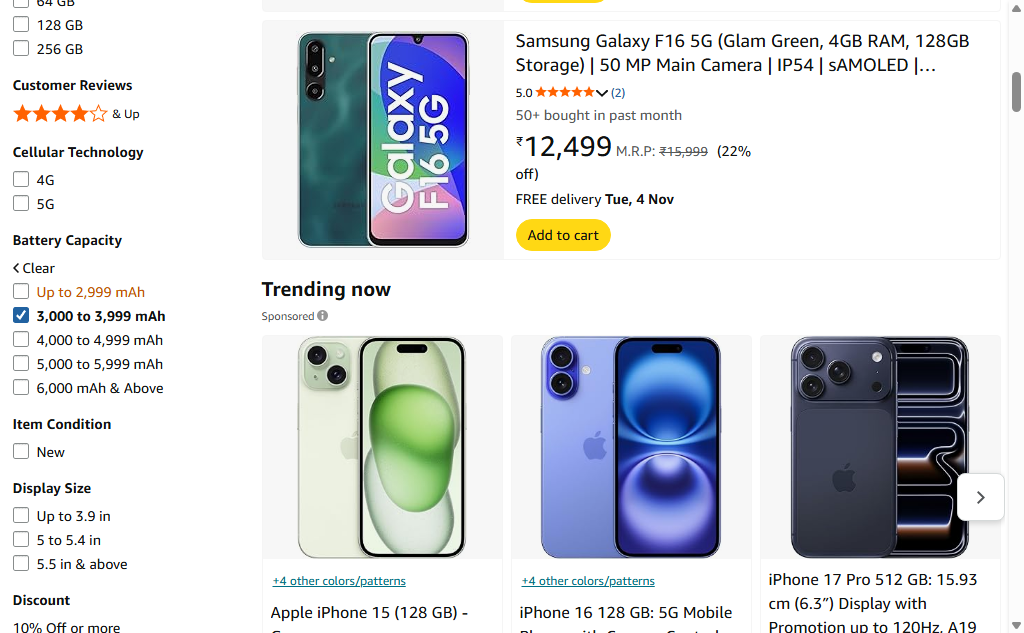 64 GB
128 GB
256 GB
Customer Reviews
& Up
Cellular Technology
4G
5G
Battery Capacity
Clear
Up to 2,999 mAh
3,000 to 3,999 mAh
4,000 to 4,999 mAh
5,000 to 5,999 mAh
6,000 mAh & Above
Item Condition
New
Display Size
Up to 3.9 in
5 to 5.4 in
5.5 in & above
Discount
10% Off or more
Galaxy
F16 5G
Samsung Galaxy F16 5G (Glam Green, 4GB RAM, 128GB
Storage) | 50 MP Main Camera | IP54 | sAMOLED |...
5.0 (2)
50+ bought in past month
₹12,499 M.R.P: ₹15,999 (22%
off)
FREE delivery Tue, 4 Nov
Add to cart
Trending now
Sponsored
+4 other colors/patterns
Apple iPhone 15 (128 GB) -
+4 other colors/patterns
iPhone 16 128 GB: 5G Mobile
Phone with Camera Control
iPhone 17 Pro 512 GB: 15.93
cm (6.3″) Display with
Promotion up to 120Hz, A19